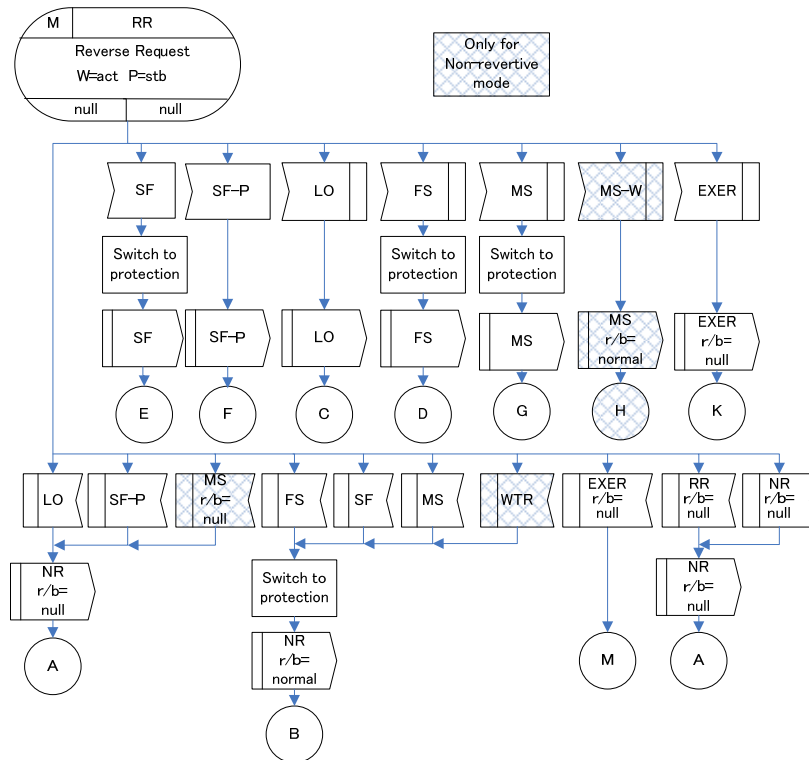 M RR
Reverse Request
W=act P=stb
null null
Only for
Non-revertive
mode
SF SF-P LO FS MS MS-W EXER
Switch to
protection
Switch to
protection
Switch to
protection
SF SF-P LO FS MS
MS
r/b=
normal
EXER
r/b=
null
E F C D G H K
LO SF-P
MS
r/b=
null
FS SF MS WTR
EXER
r/b=
null
RR
r/b=
null
NR
r/b=
null
NR
r/b=
null
Switch to
protection
NR
r/b=
null
A
NR
r/b=
normal
M A
B